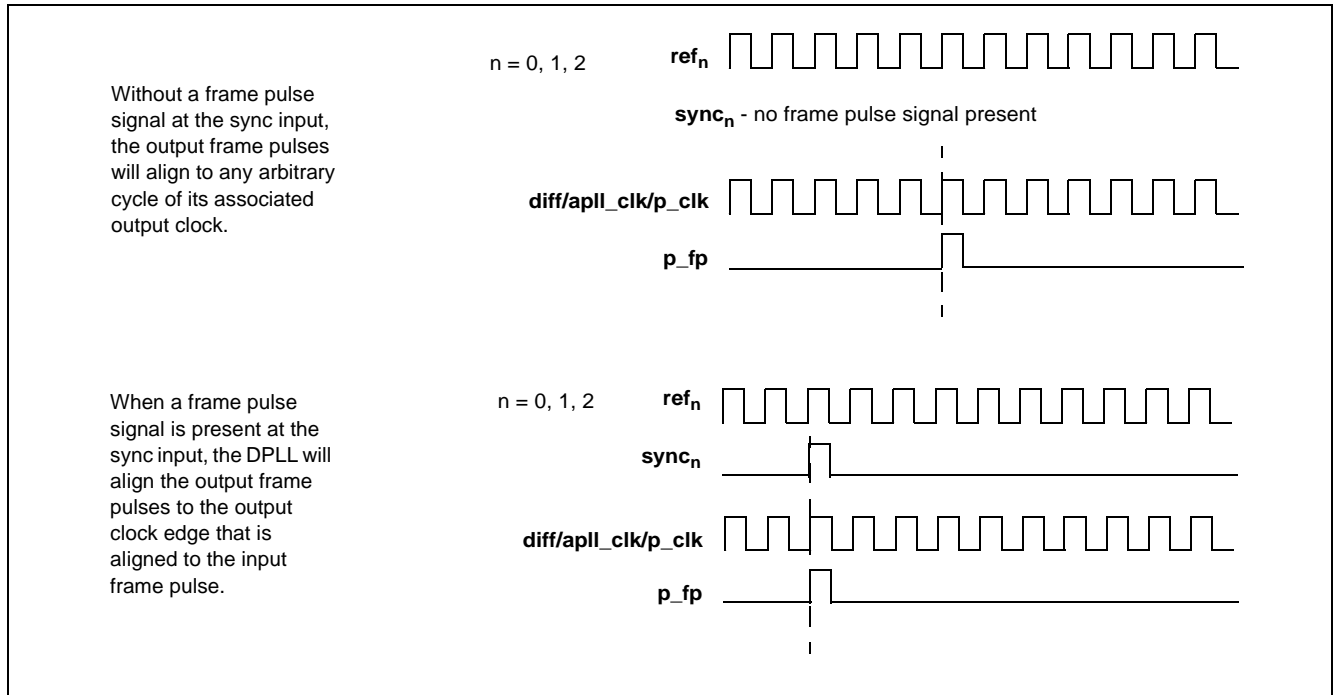 n = 0, 1, 2
refn
Without a frame pulse
signal at the sync input,
the output frame pulses
will align to any arbitrary
cycle of its associated
output clock.
syncn - no frame pulse signal present
diff/apll_clk/p_clk
p_fp
When a frame pulse
signal is present at the
sync input, the DPLL will
align the output frame
pulses to the output
clock edge that is
aligned to the input
frame pulse.
n = 0, 1, 2
refn
syncn
diff/apll_clk/p_clk
p_fp